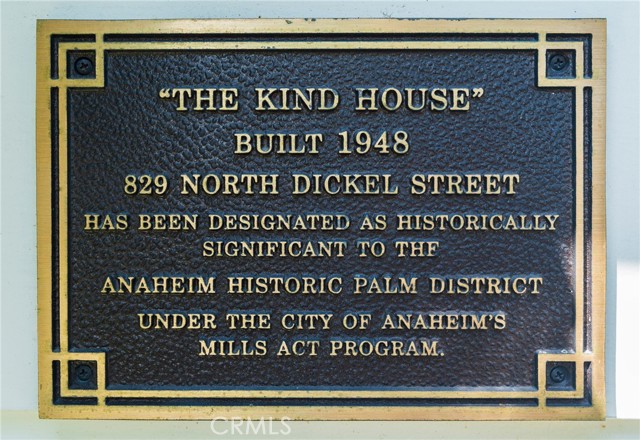 “THE KIND HOUSE”
BUILT 1948
829 NORTH DICKEL STREET
HAS BEEN DESIGNATED AS HISTORICALLY
SIGNIFICANT TO THE
ANAHEIM HISTORIC PALM DISTRICT
UNDER THE CITY OF ANAHEIM'S
MILLS ACT PROGRAM.
CRMLS